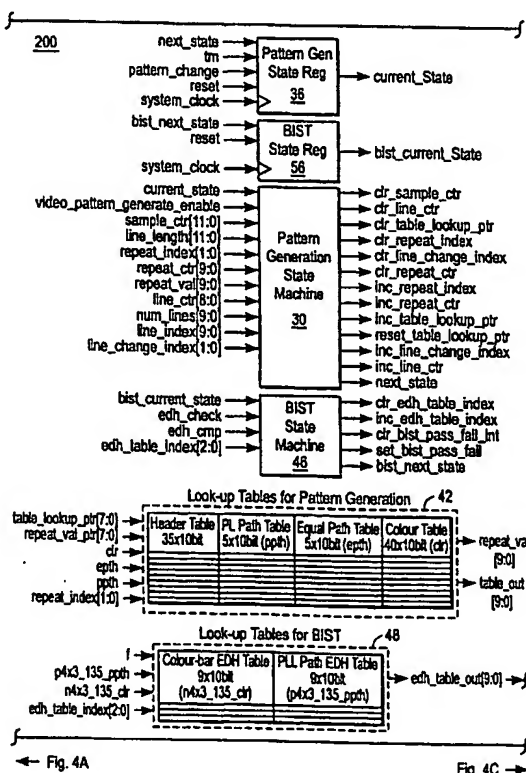 200
next_state
tm
pattern_change
reset
system_clock
Pattern Gen
State Reg
36
current_State
bist_next_state
reset
system_clock
BIST
State Reg
56
bist_current_State
current_state
video_pattern_generate_enable
sample_ctr[11:0]
line_length[11:0]
repeat_index[1:0]
repeat_ctr[9:0]
repeat_val[9:0]
line_ctr[8:0]
num_lines[9:0]
line_index[9:0]
line_change_index[1:0]
Pattern
Generation
State
Machine
30
clr_sample_ctr
clr_line_ctr
clr_table_lookup_ptr
clr_repeat_index
clr_line_change_index
clr_repeat_ctr
inc_repeat_index
inc_repeat_ctr
inc_table_lookup_ptr
reset_table_lookup_ptr
inc_line_change_index
inc_line_ctr
next_state
bist_current_state
edh_check
edh_cmp
edh_table_index[2:0]
BIST
State
Machine
46
clr_edh_table_index
inc_edh_table_index
clr_bist_pass_fail_int
set_bist_pass_fail
bist_next_state
Look-up Tables for Pattern Generation
42
table_lookup_ptr[7:0]
repeat_val_ptr[7:0]
clr
epth
ppth
repeat_index[1:0]
Header Table
35x10bit
PL Path Table
5x10bit (ppth)
Equal Path Table
5x10bit (epth)
Colour Table
40x10bit (clr)
repeat_val
[9:0]
table_out
[9:0]
Look-up Tables for BIST
48
f
p4x3_135_ppth
n4x3_135_clr
edh_table_index[2:0]
Colour-bar EDH Table
9x10bit
(n4x3_135_clr)
PLL Path EDH Table
9x10bit
(p4x3_135_ppth)
edh_table_out[9:0]
← Fig. 4A
Fig. 4C →